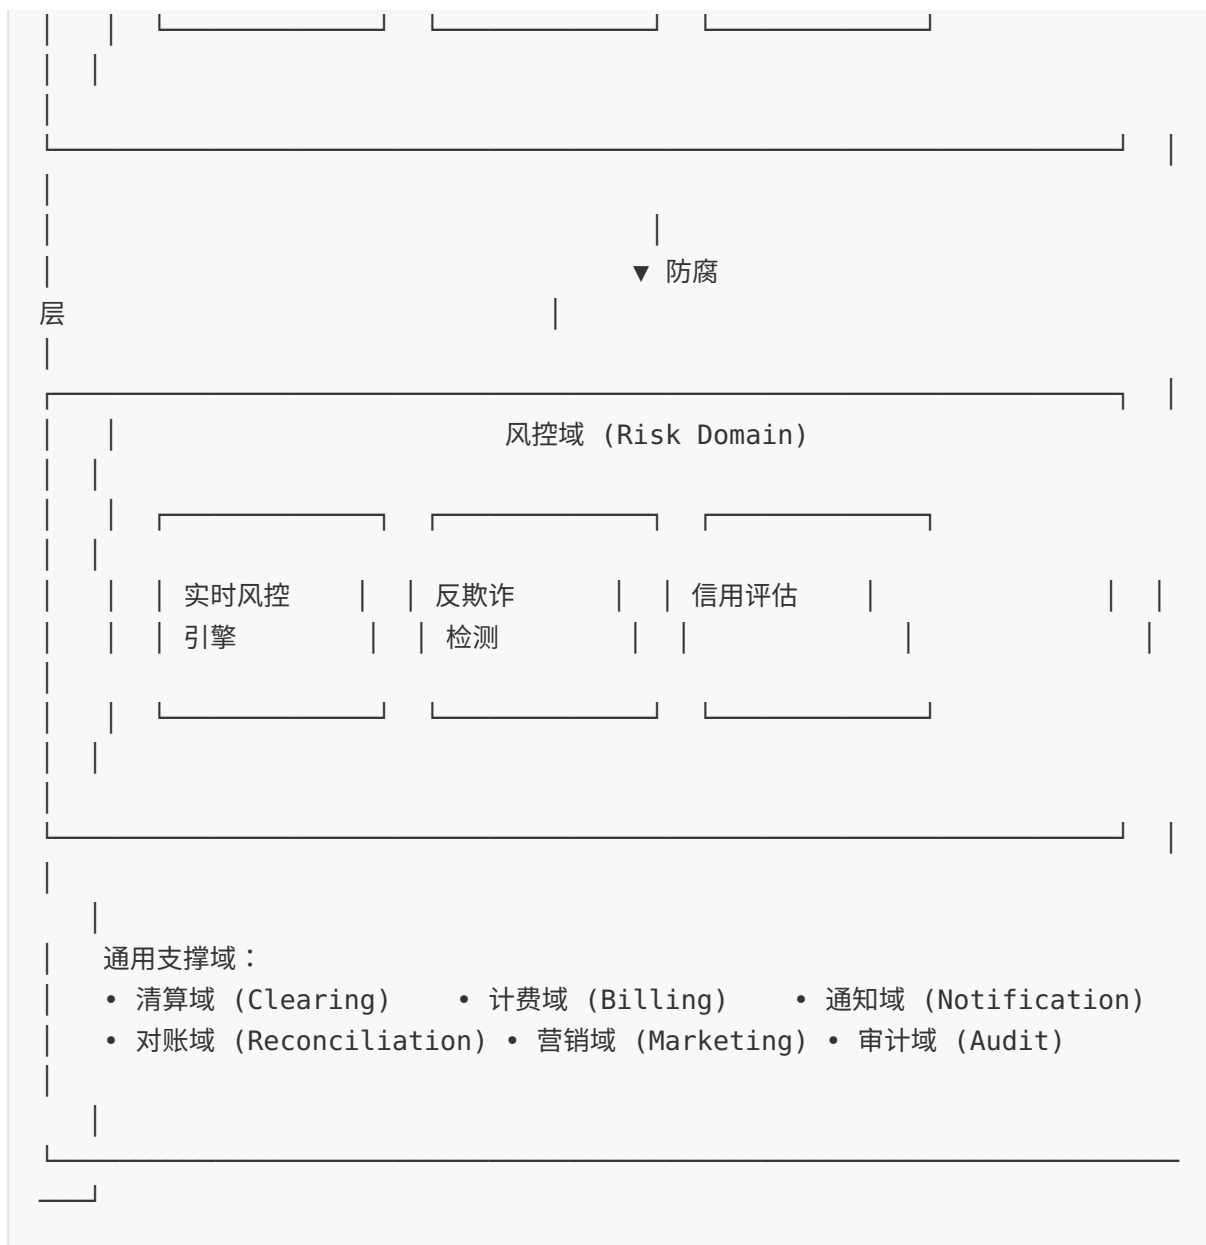 ▼ 防腐
层
风控域 (Risk Domain)
实时风控 反欺诈 信用评估
引擎 检测
通用支撑域：
• 清算域 (Clearing) • 计费域 (Billing) • 通知域 (Notification)
• 对账域 (Reconciliation) • 营销域 (Marketing) • 审计域 (Audit)